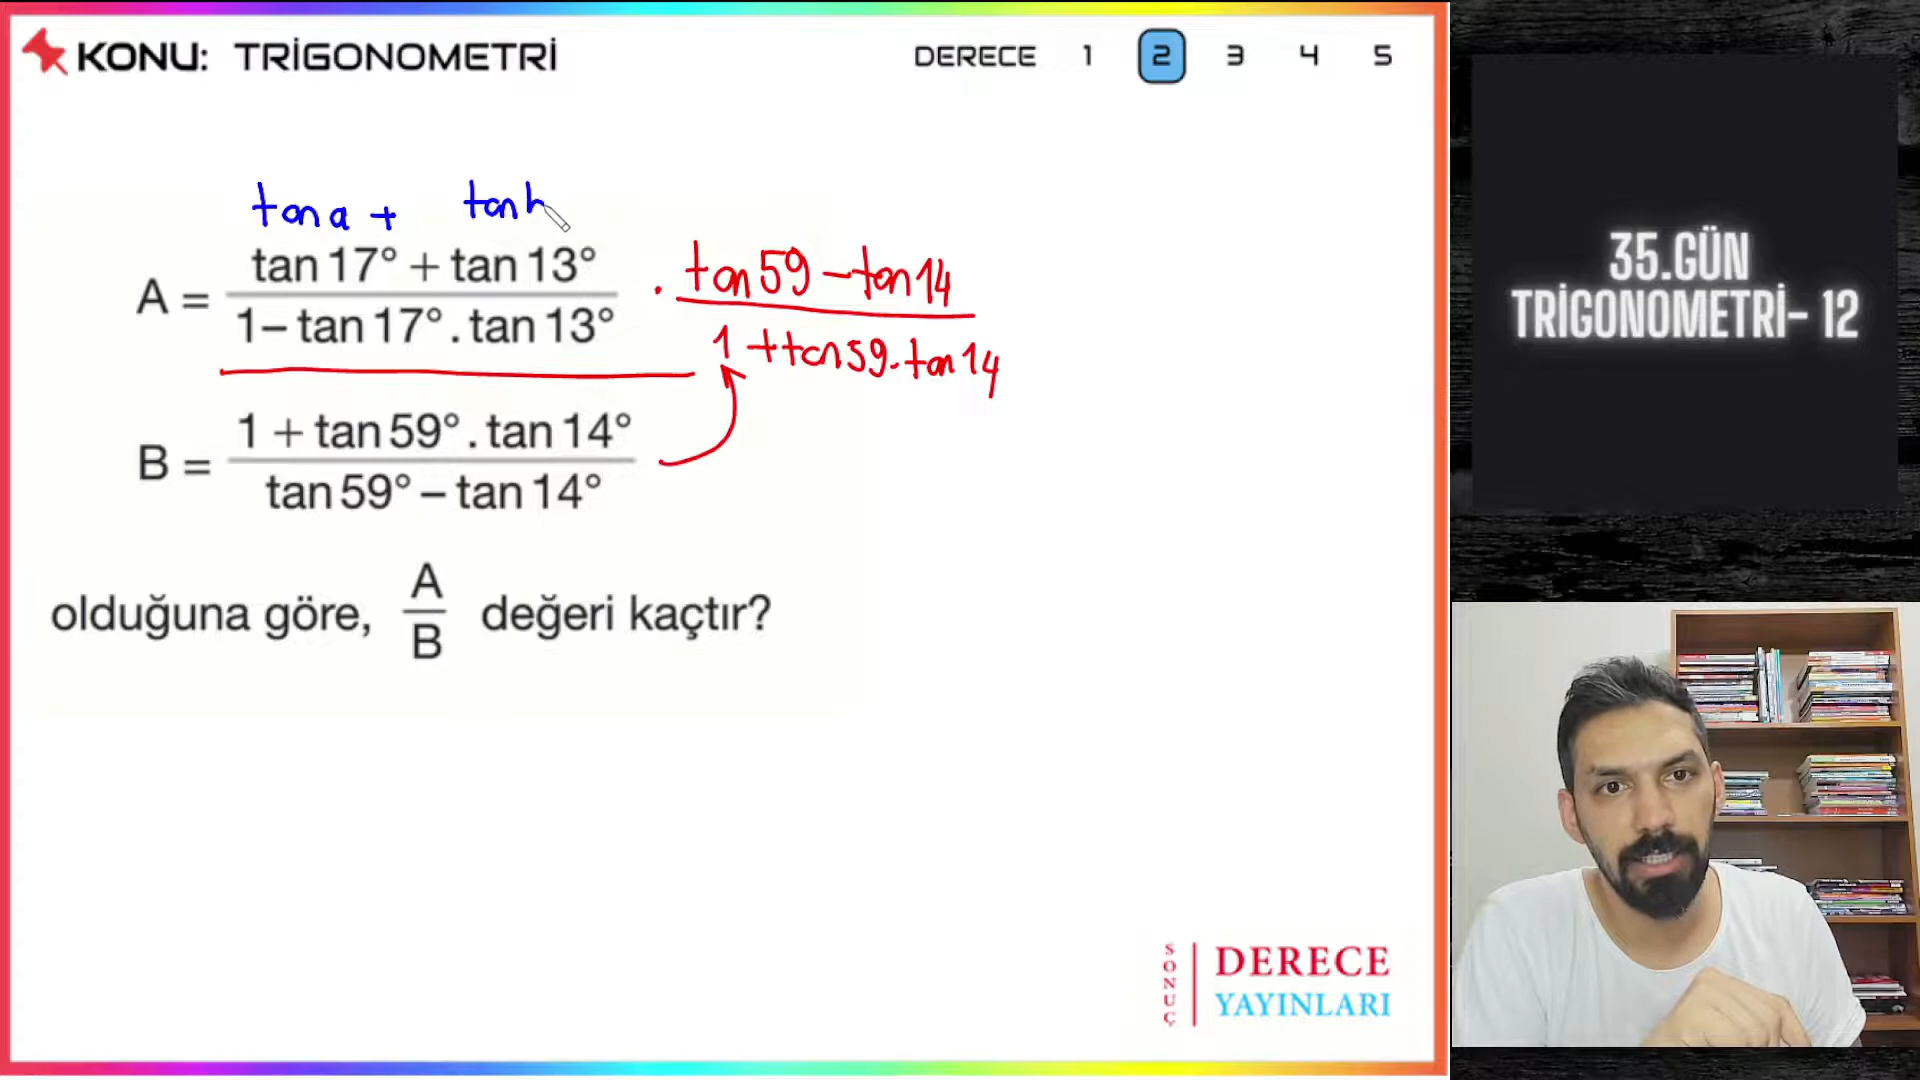 KONU: TRİGONOMETRİ
DERECE 1 2 3 4 5
tan a + tan
A = tan 17° + tan 13°
1 – tan 17° . tan 13°
. tan 59 – tan 14
1 + tan 59 . tan 14
B = 1 + tan 59° . tan 14°
tan 59° – tan 14°
olduğuna göre, A
B değeri kaçtır?
35.GÜN
TRİGONOMETRİ- 12
SONUÇ
DERECE
YAYINLARI